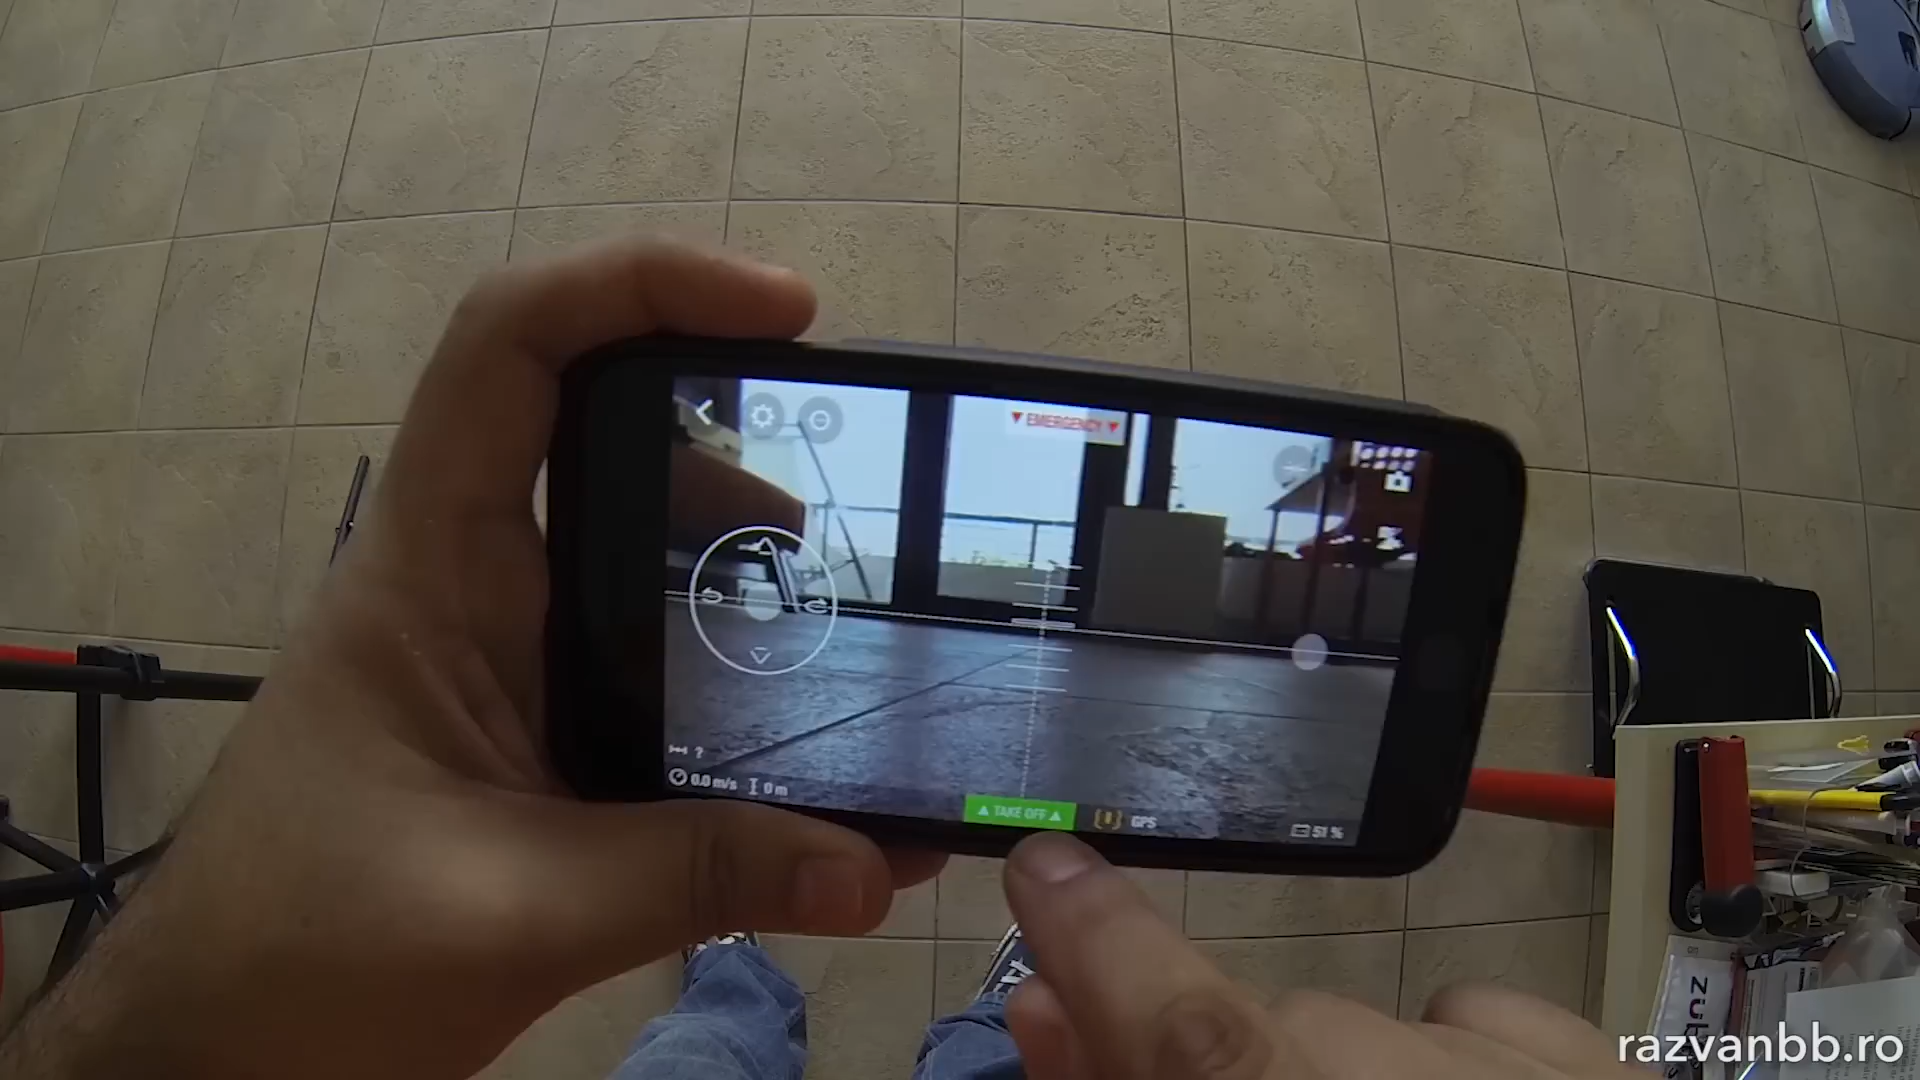 ▼ EMERGENCY ▼
?
0.0 m/s 0 m
▲ TAKE OFF ▲
GPS
51 %
razvanbb.ro